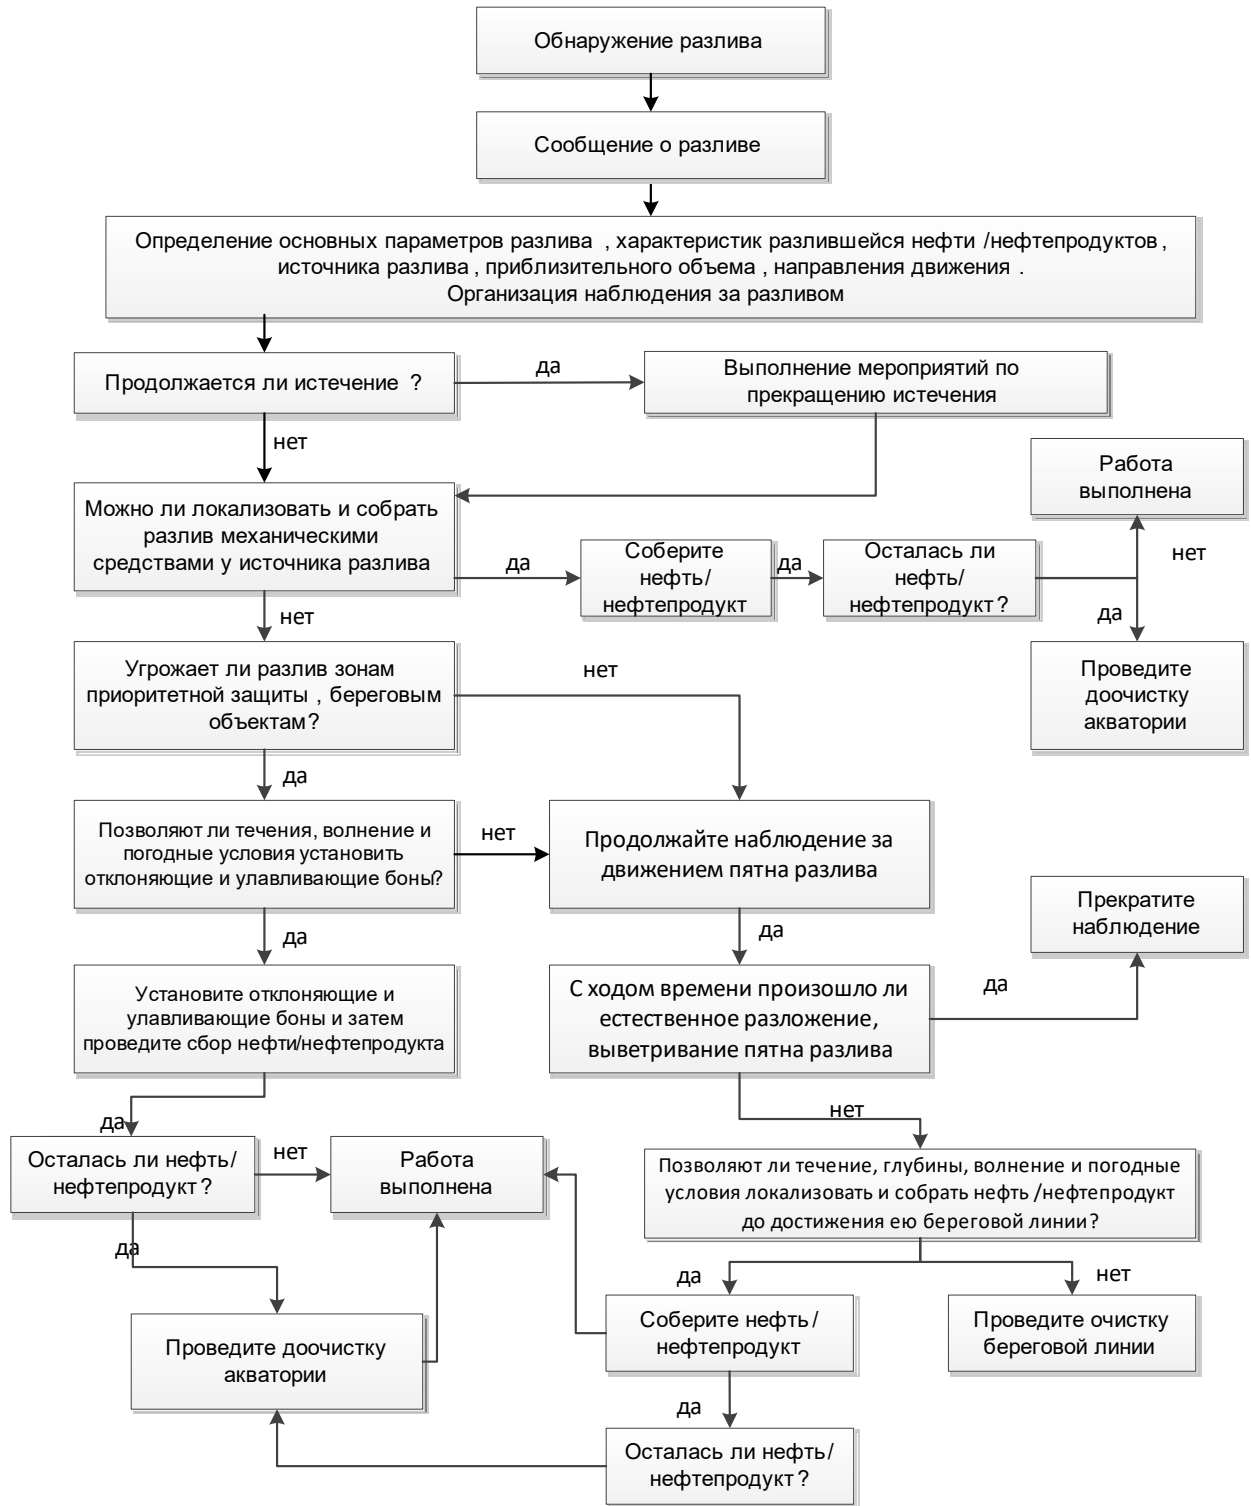 Обнаружение разлива
Сообщение о разливе
Определение основных параметров разлива , характеристик разлившейся нефти /нефтепродуктов ,
источника разлива , приблизительного объема , направления движения .
Организация наблюдения за разливом
Продолжается ли истечение ?
да
Выполнение мероприятий по
прекращению истечения
нет
Можно ли локализовать и собрать
разлив механическими
средствами у источника разлива
да
Соберите
нефть/
нефтепродукт
да
Осталась ли
нефть/
нефтепродукт ?
Работа
выполнена
нет
да
Проведите
доочистку
акватории
нет
Угрожает ли разлив зонам
приоритетной защиты , береговым
объектам?
нет
да
Позволяют ли течения, волнение и
погодные условия установить
отклоняющие и улавливающие боны?
нет
Продолжайте наблюдение за
движением пятна разлива
да
да
Прекратите
наблюдение
Установите отклоняющие и
улавливающие боны и затем
проведите сбор нефти/нефтепродукта
С ходом времени произошло ли
естественное разложение,
выветривание пятна разлива
да
да
нет
Осталась ли нефть/
нефтепродукт ?
нет
Работа
выполнена
Позволяют ли течение, глубины, волнение и погодные
условия локализовать и собрать нефть /нефтепродукт
до достижения ею береговой линии?
да
да
нет
Проведите доочистку
акватории
Соберите нефть/
нефтепродукт
Проведите очистку
береговой линии
да
Осталась ли нефть/
нефтепродукт ?